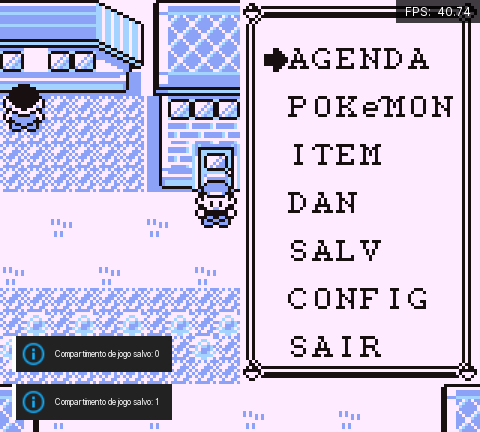 FPS: 40.74
AGENDA
POKeMON
ITEM
DAN
SALV
CONFIG
SAIR
Compartimento de jogo salvo: 0
Compartimento de jogo salvo: 1